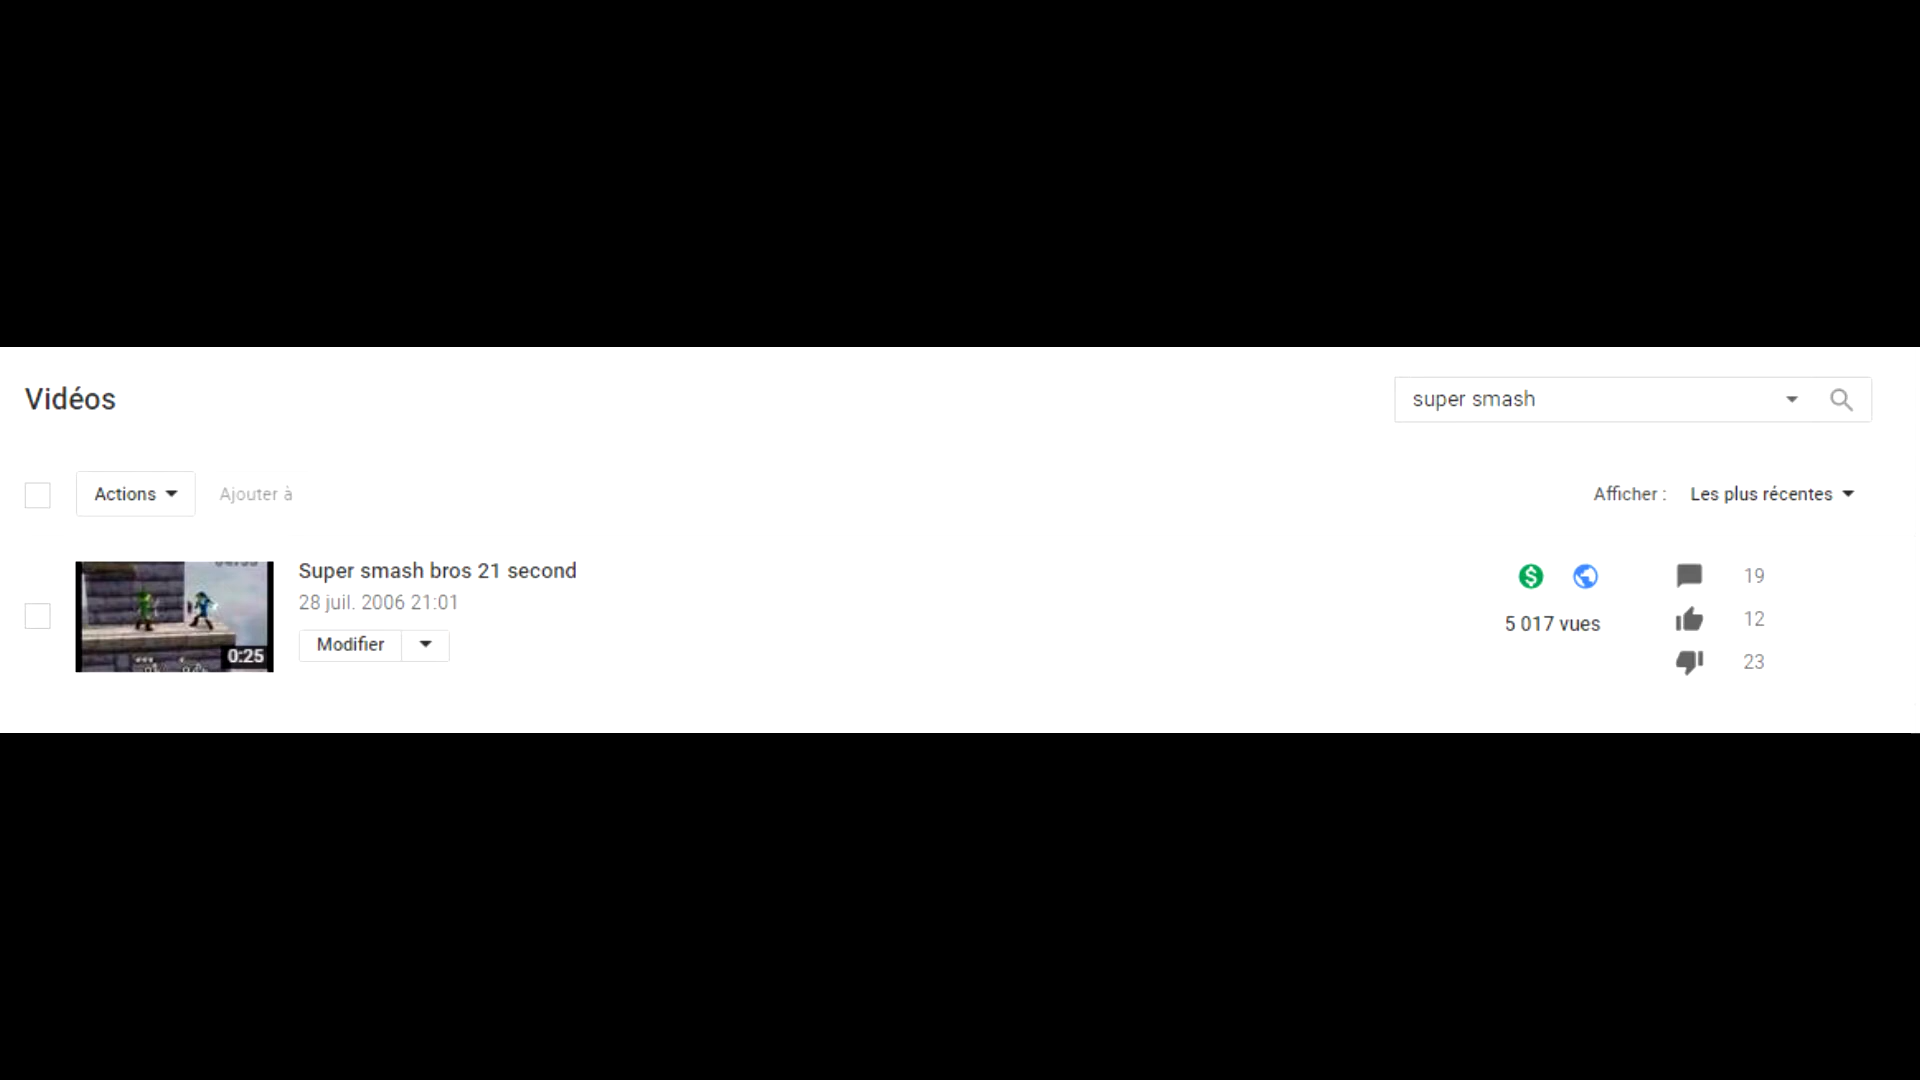 Vidéos
super smash
Actions
Ajouter à
Afficher :
Les plus récentes
Super smash bros 21 second
28 juil. 2006 21:01
Modifier
0:25
5 017 vues
19
12
23